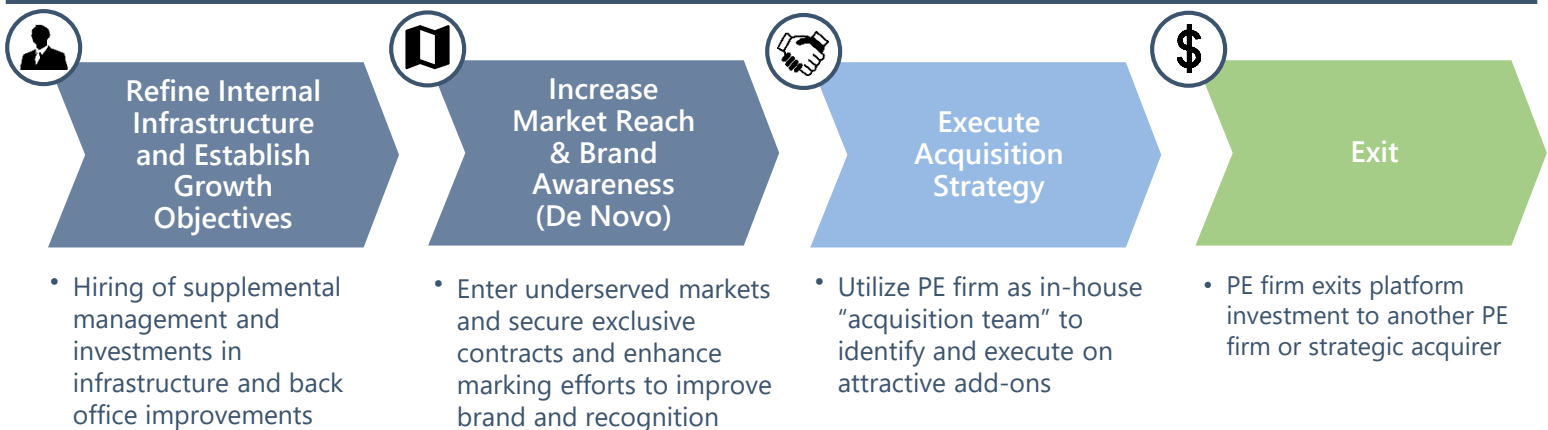 Refine Internal
Infrastructure
and Establish
Growth
Objectives
• Hiring of supplemental
management and
investments in
infrastructure and back
office improvements
Increase
Market Reach
& Brand
Awareness
(De Novo)
• Enter underserved markets
and secure exclusive
contracts and enhance
marking efforts to improve
brand and recognition
Execute
Acquisition
Strategy
• Utilize PE firm as in-house
“acquisition team” to
identify and execute on
attractive add-ons
$
Exit
• PE firm exits platform
investment to another PE
firm or strategic acquirer